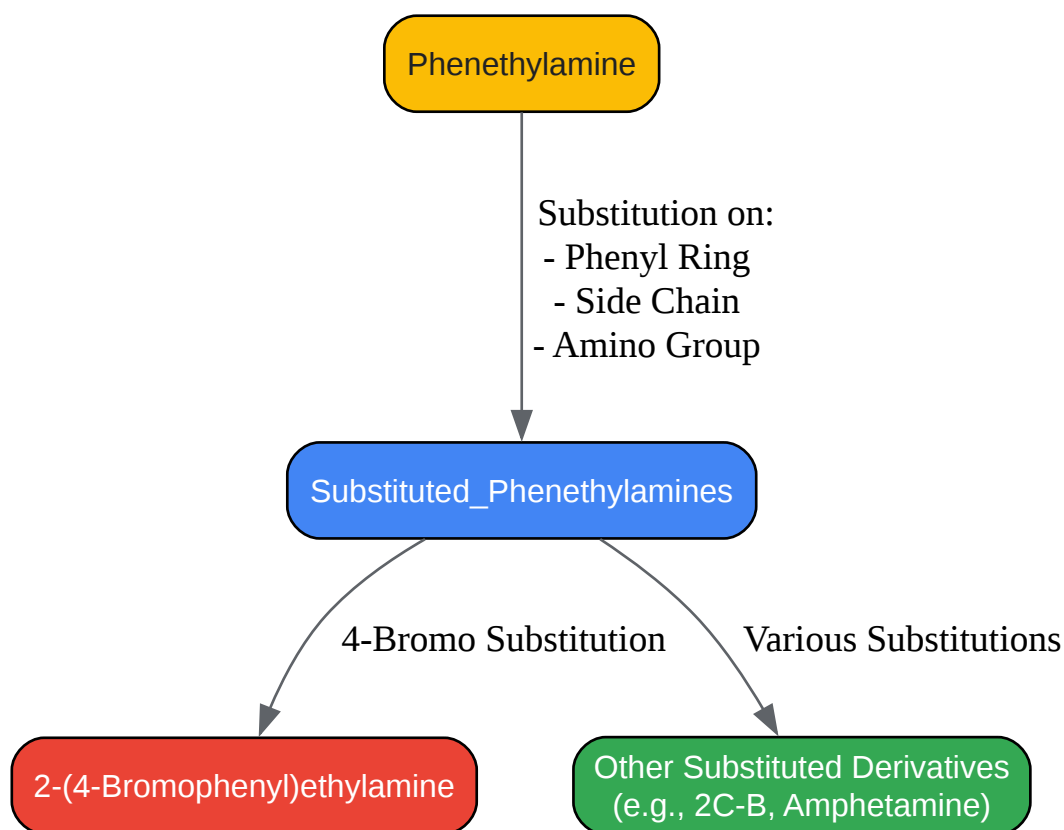 Phenethylamine
Substitution on:
- Phenyl Ring
- Side Chain
- Amino Group
Substituted_Phenethylamines
4-Bromo Substitution
Various Substitutions
2-(4-Bromophenyl)ethylamine
Other Substituted Derivatives
(e.g., 2C-B, Amphetamine)